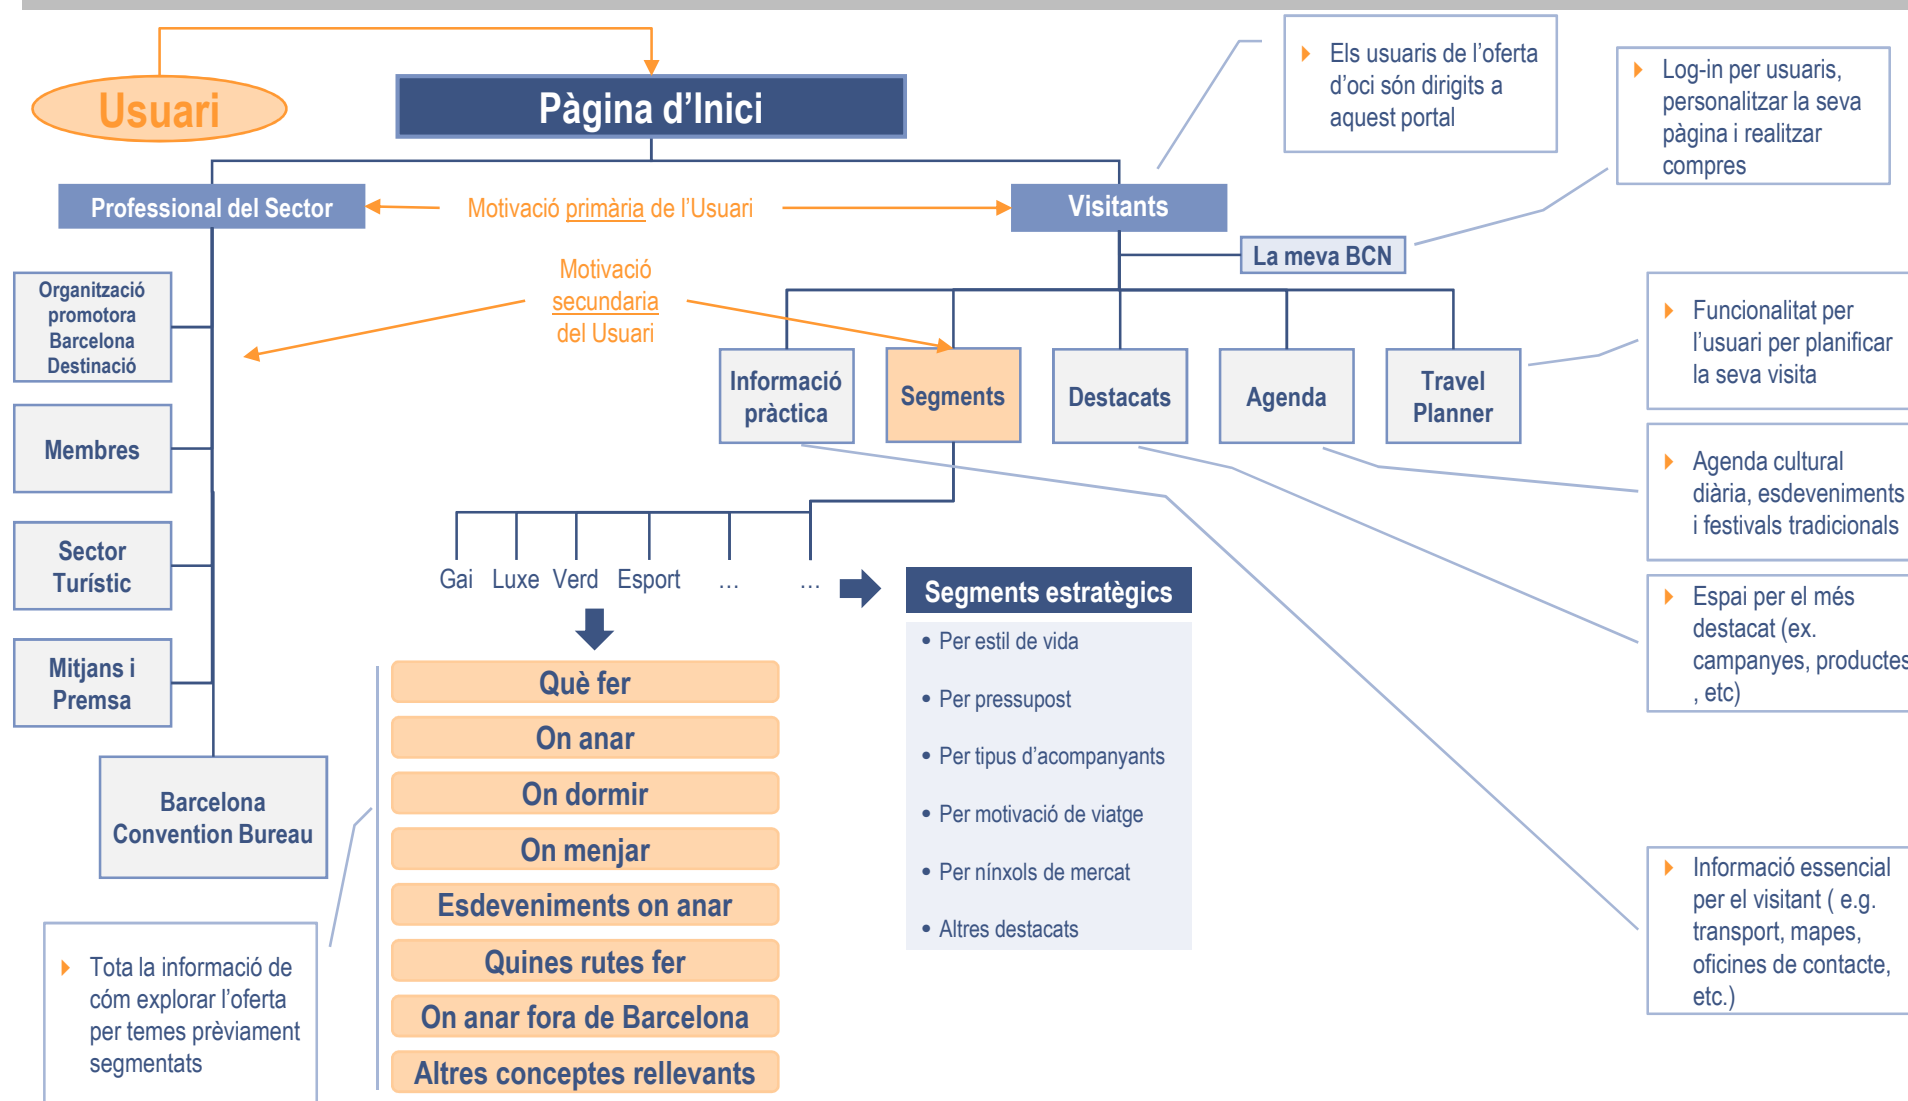 Usuari
Pàgina d’Inici
Els usuaris de l’oferta
d’oci són dirigits a
aquest portal
Log-in per usuaris,
personalitzar la seva
pàgina i realitzar
compres
Professional del Sector
Motivació primària de l’Usuari
Visitants
La meva BCN
Motivació
secundaria
del Usuari
Organització
promotora
Barcelona
Destinació
Membres
Sector
Turístic
Mitjans i
Premsa
Barcelona
Convention Bureau
Informació
pràctica
Segments
Destacats
Agenda
Travel
Planner
Funcionalitat per
l’usuari per planificar
la seva visita
Agenda cultural
diària, esdeveniments
i festivals tradicionals
Espai per el més
destacat (ex.
campanyes, productes
, etc)
Informació essencial
per el visitant ( e.g.
transport, mapes,
oficines de contacte,
etc.)
Gai Luxe Verd Esport … …
Segments estratègics
• Per estil de vida
• Per pressupost
• Per tipus d’acompanyants
• Per motivació de viatge
• Per nínxols de mercat
• Altres destacats
Què fer
On anar
On dormir
On menjar
Esdeveniments on anar
Quines rutes fer
On anar fora de Barcelona
Altres conceptes rellevants
Tota la informació de
cóm explorar l’oferta
per temes prèviament
segmentats